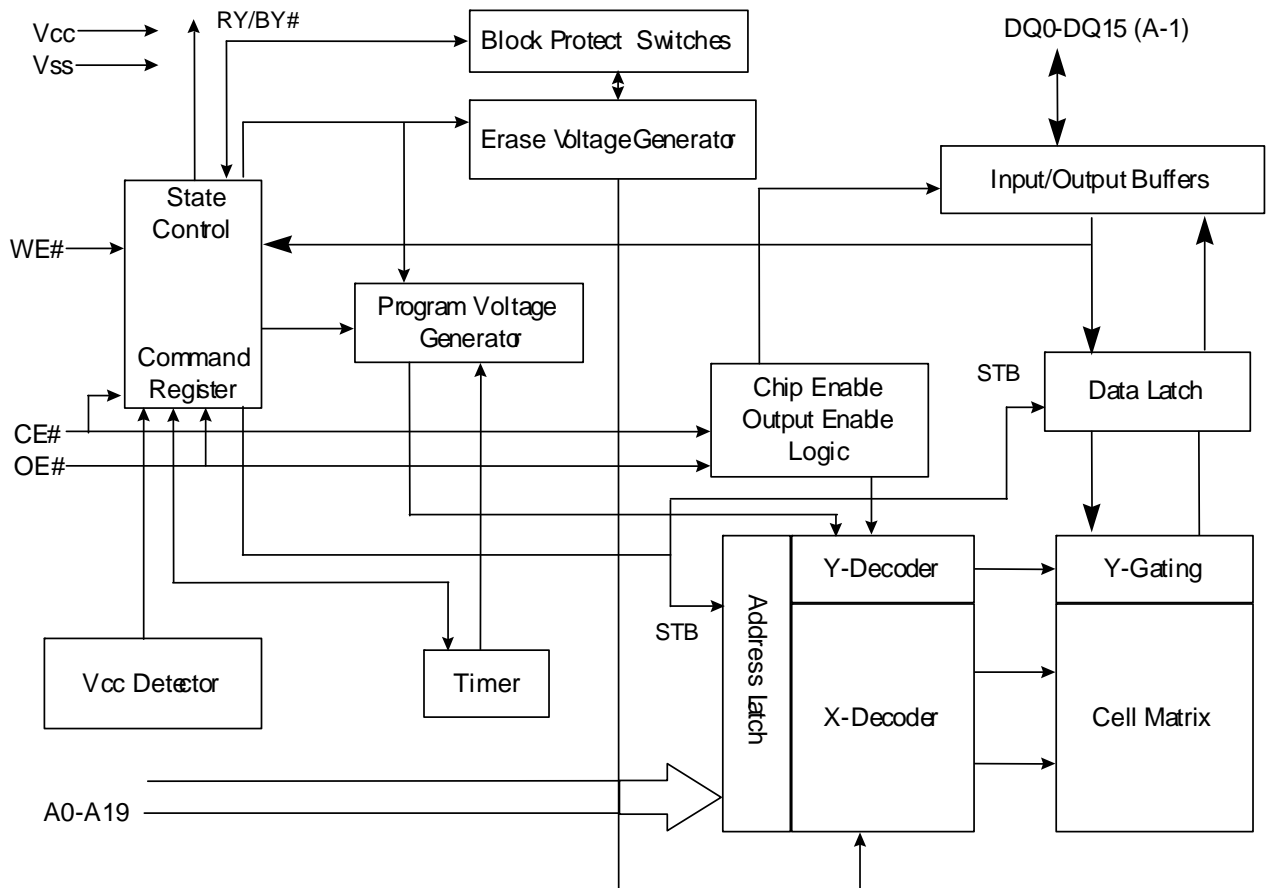 Vcc
Vss
RY/BY#
Block Protect Switches
DQ0-DQ15 (A-1)
Erase Voltage Generator
Input/Output Buffers
State
Control
WE#
Program Voltage
Generator
Command
Register
Chip Enable
Output Enable
Logic
STB
Data Latch
CE#
OE#
Y-Decoder
Y-Gating
STB
Address Latch
Vcc Detector
Timer
X-Decoder
Cell Matrix
A0-A19